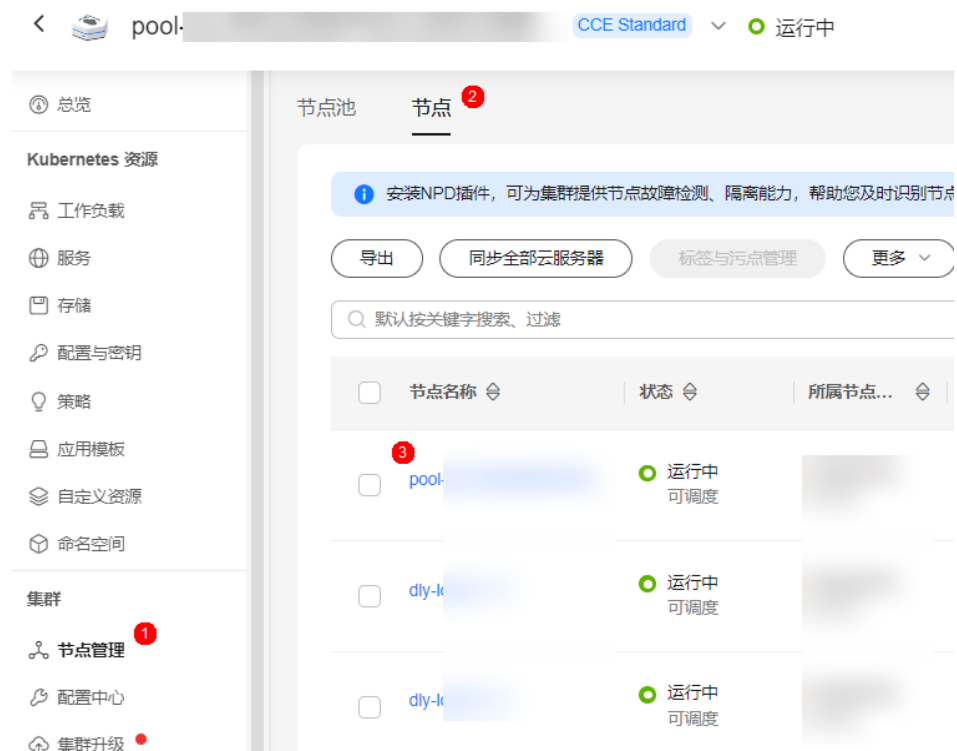 pool- CCE Standard 运行中
总览
Kubernetes 资源
工作负载
服务
存储
配置与密钥
策略
应用模板
自定义资源
命名空间
集群
节点管理 1
配置中心
集群升级
节点池 节点 2
安装NPD插件，可为集群提供节点故障检测、隔离能力，帮助您及时识别节点
导出 同步全部云服务器 标签与污点管理 更多
默认按关键字搜索、过滤
节点名称 状态 所属节点...
3
pool- 运行中
可调度
dly- 运行中
可调度
dly- 运行中
可调度